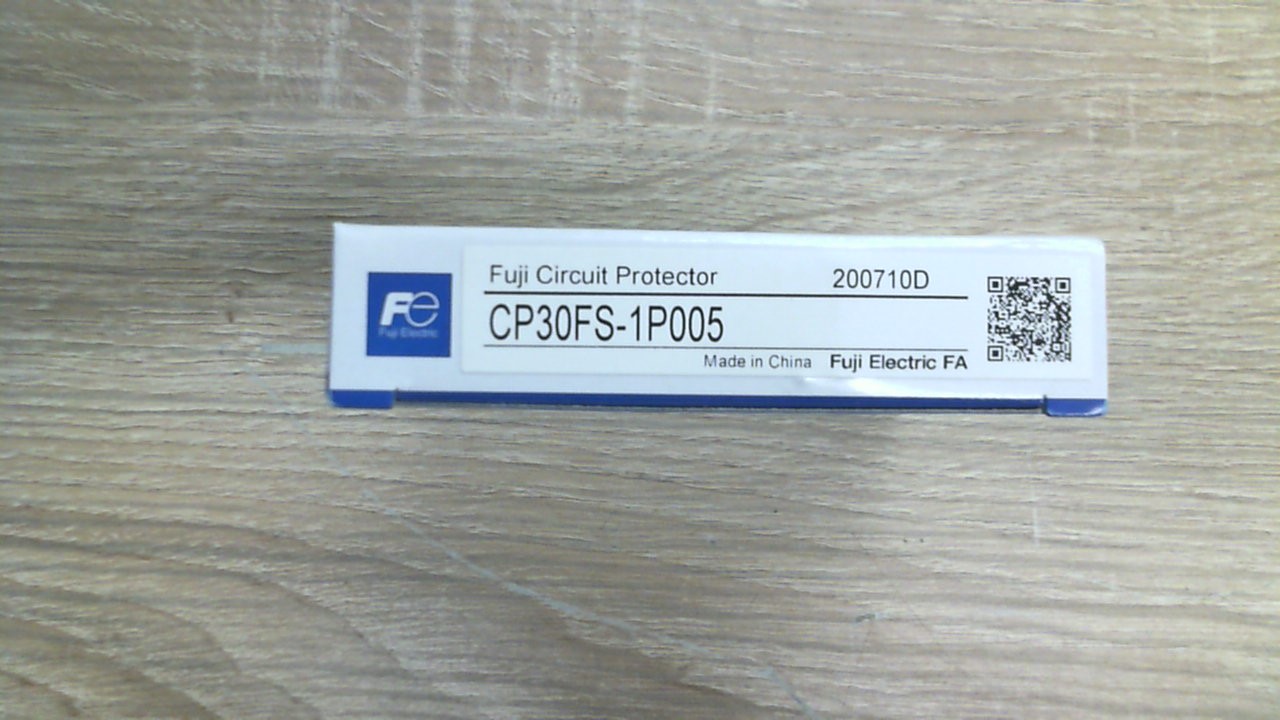 Fe
Fuji Electric
Fuji Circuit Protector 200710D
CP30FS-1P005
Made in China Fuji Electric FA